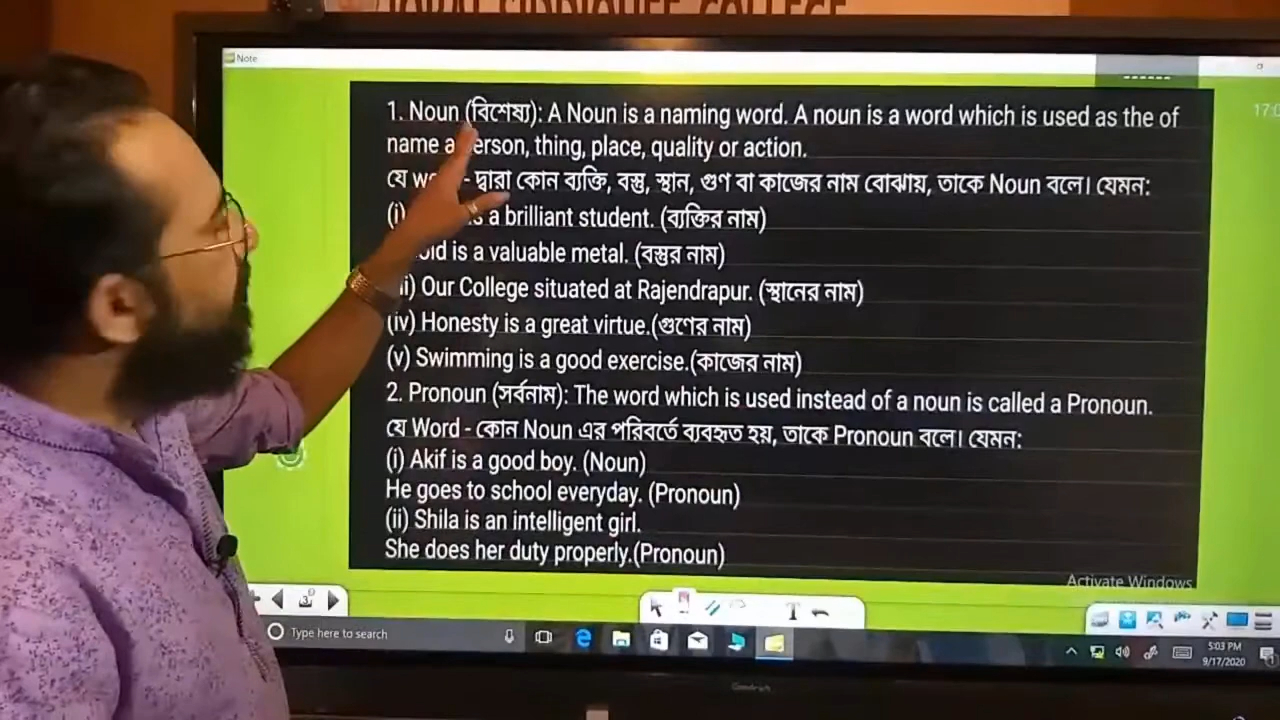 IQBAL SIDDIQUEE COLLEGE
Note
1. Noun (বিশেষ্য): A Noun is a naming word. A noun is a word which is used as the of
name a erson, thing, place, quality or action.
যে দ্বারা কোন ব্যক্তি, বস্তু, স্থান, গুণ বা কাজের নাম বোঝায়, তাকে Noun বলে। যেমন:
(i) a brilliant student. (ব্যক্তির নাম)
is a valuable metal. (বস্তুর নাম)
Our College situated at Rajendrapur. (স্থানের নাম)
(iv) Honesty is a great virtue.(গুণের নাম)
(v) Swimming is a good exercise.(কাজের নাম)
2. Pronoun (সর্বনাম): The word which is used instead of a noun is called a Pronoun.
যে Word - কোন Noun এর পরিবর্তে ব্যবহৃত হয়, তাকে Pronoun বলে। যেমন:
(i) Akif is a good boy. (Noun)
He goes to school everyday. (Pronoun)
(ii) Shila is an intelligent girl.
She does her duty properly.(Pronoun)
Activate Windows
3
Type here to search
5:03 PM
9/17/2020